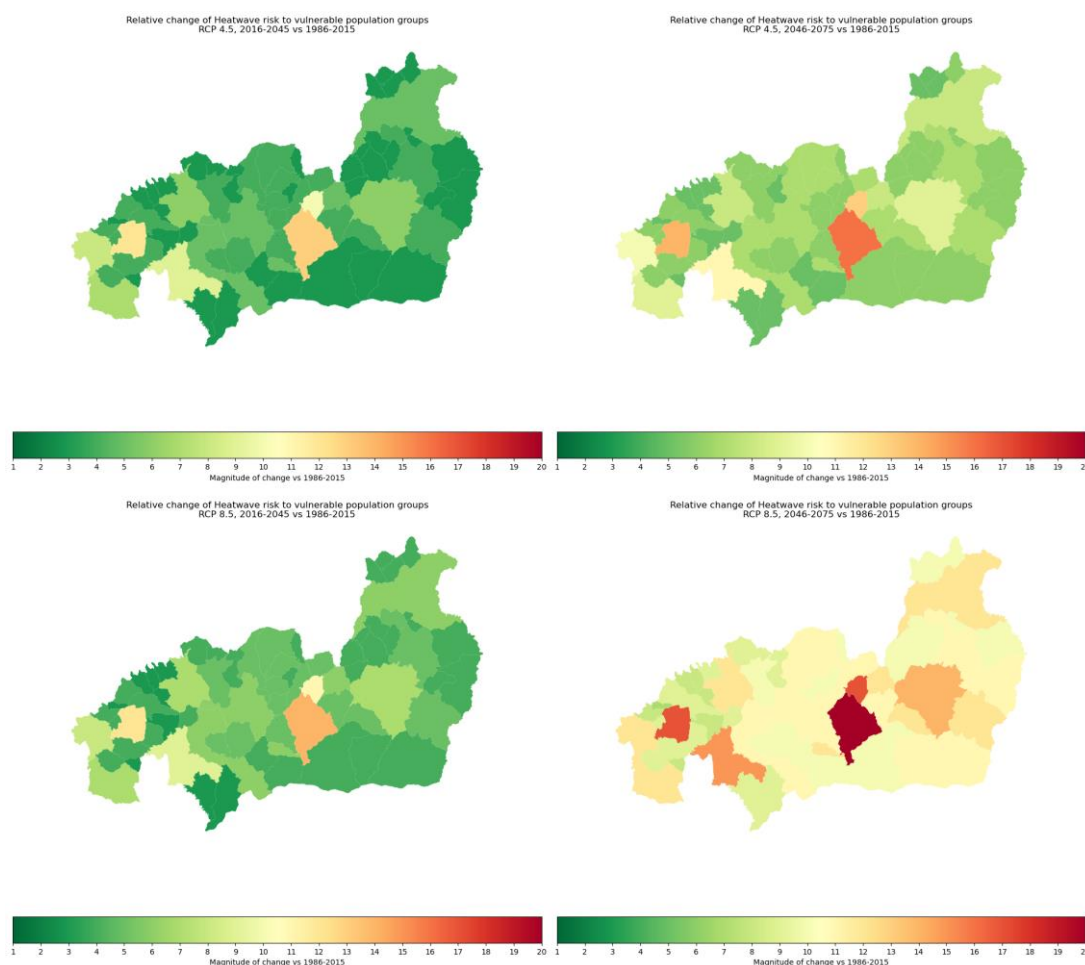 Relative change of Heatwave risk to vulnerable population groups
RCP 4.5, 2016-2045 vs 1986-2015
Relative change of Heatwave risk to vulnerable population groups
RCP 4.5, 2046-2075 vs 1986-2015
1 2 3 4 5 6 7 8 9 10 11 12 13 14 15 16 17 18 19 20
Magnitude of change vs 1986-2015
1 2 3 4 5 6 7 8 9 10 11 12 13 14 15 16 17 18 19
Magnitude of change vs 1986-2015
Relative change of Heatwave risk to vulnerable population groups
RCP 8.5, 2016-2045 vs 1986-2015
Relative change of Heatwave risk to vulnerable population groups
RCP 8.5, 2046-2075 vs 1986-2015
1 2 3 4 5 6 7 8 9 10 11 12 13 14 15 16 17 18 19 20
Magnitude of change vs 1986-2015
1 2 3 4 5 6 7 8 9 10 11 12 13 14 15 16 17 18 19
Magnitude of change vs 1986-2015